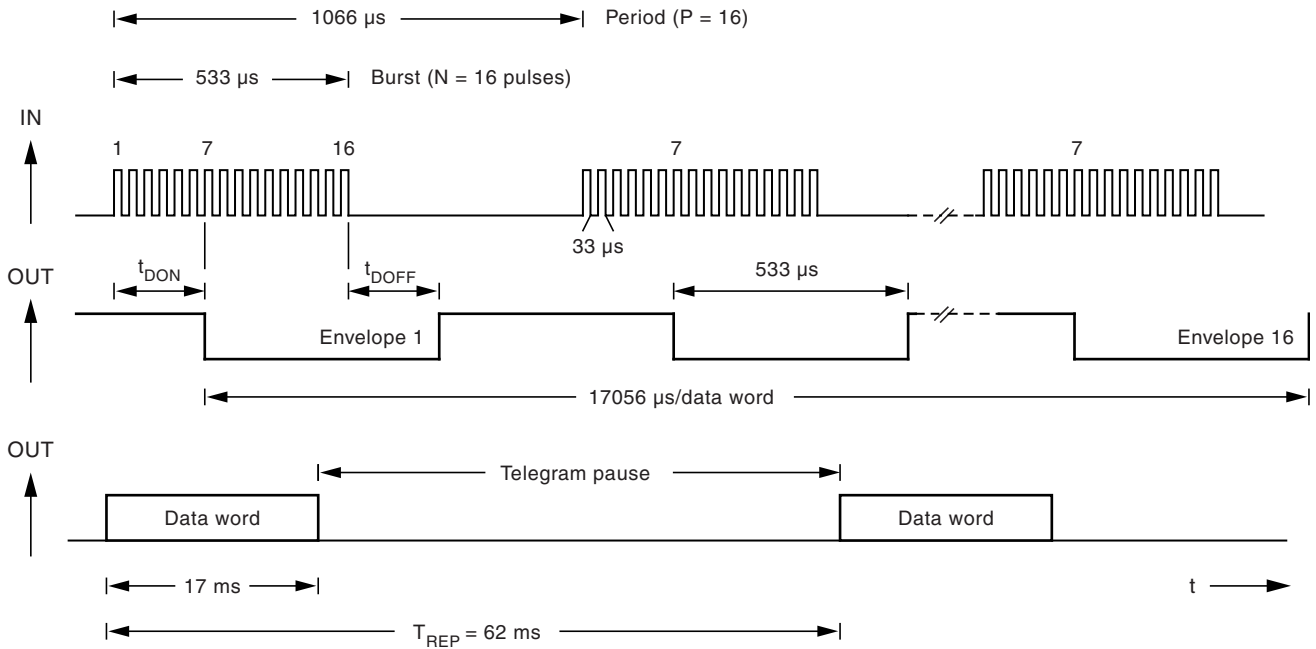 1066 µs Period (P = 16)
533 µs Burst (N = 16 pulses)
IN
1 7 16 7 7
33 µs
OUT
tDON tDOFF 533 µs
Envelope 1 Envelope 16
17056 µs/data word
OUT
Telegram pause
Data word Data word
17 ms t
TREP = 62 ms